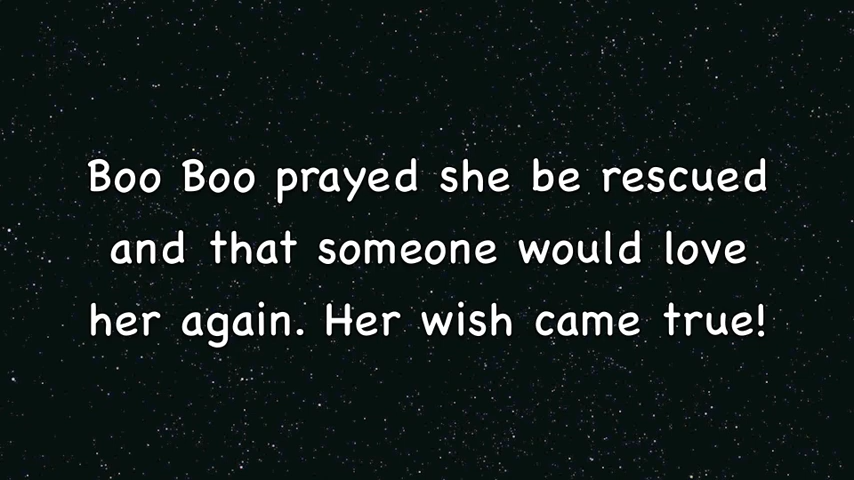 Boo Boo prayed she be rescued
and that someone would love
her again. Her wish came true!